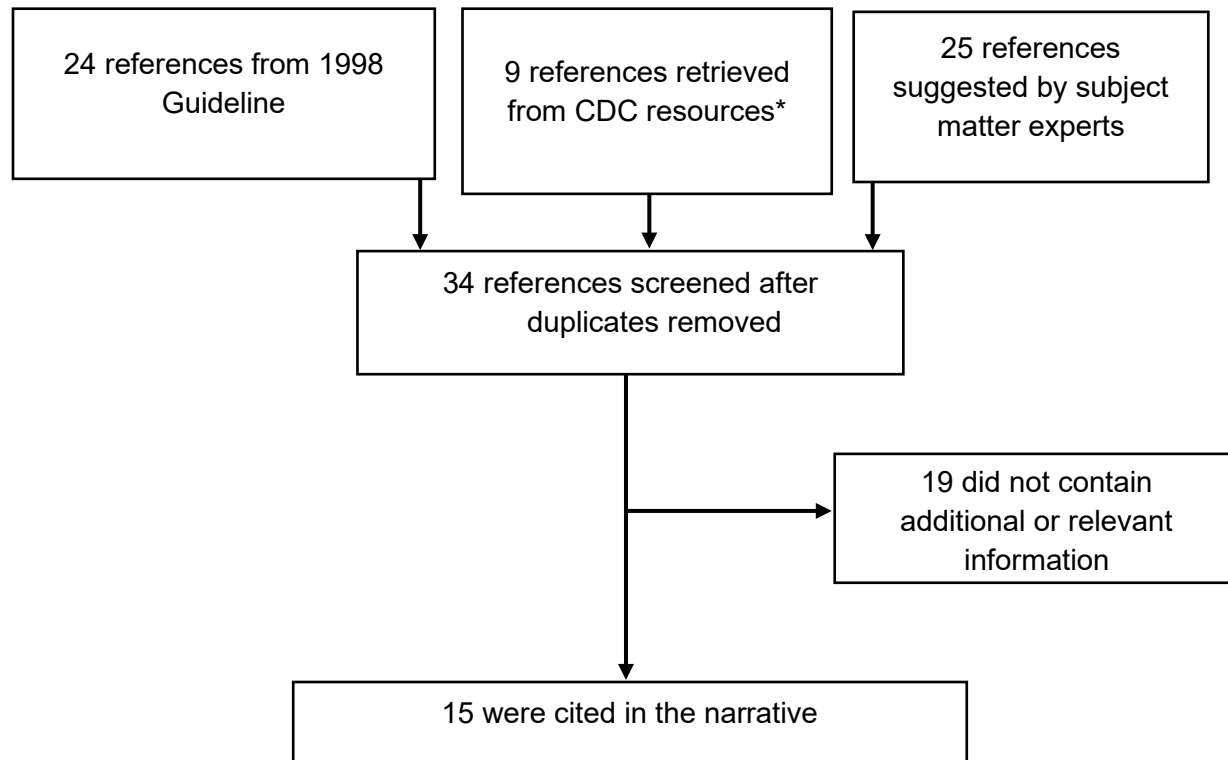 24 references from 1998
Guideline
9 references retrieved
from CDC resources*
25 references
suggested by subject
matter experts
34 references screened after
duplicates removed
19 did not contain
additional or relevant
information
15 were cited in the narrative